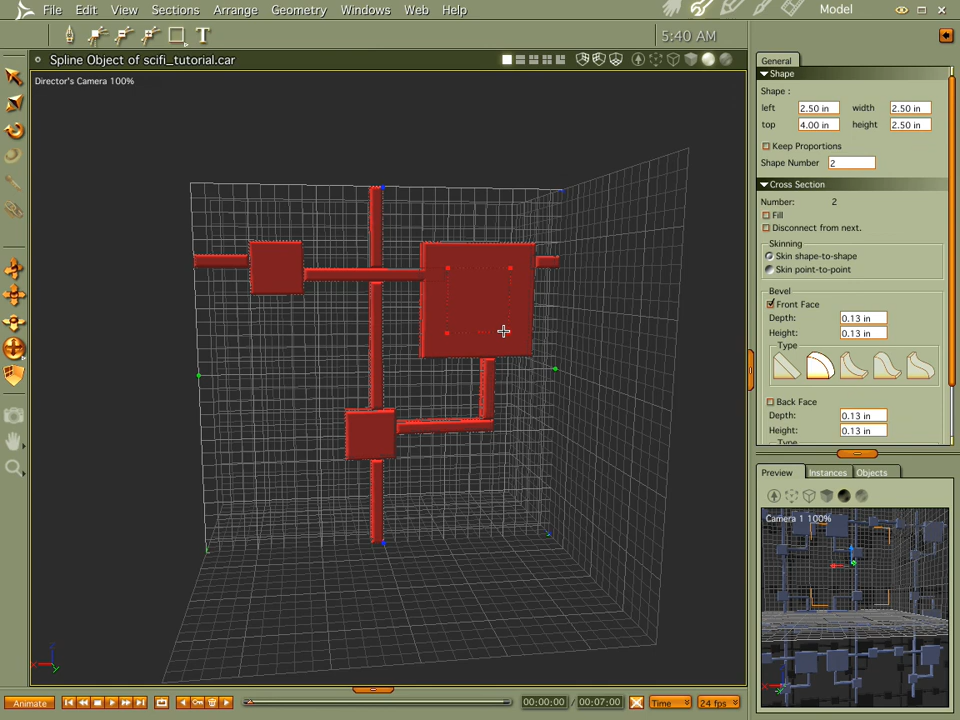 File Edit View Sections Arrange Geometry Windows Web Help Model
T 5:40 AM
Spline Object of scifi_tutorial.car
Director's Camera 100%
General
Shape
Shape :
left 2.50 in width 2.50 in
top 4.00 in height 2.50 in
Keep Proportions
Shape Number 2
Cross Section
Number: 2
Fill
Disconnect from next.
Skinning
Skin shape-to-shape
Skin point-to-point
Bevel
Front Face
Depth: 0.13 in
Height: 0.13 in
Type
Back Face
Depth: 0.13 in
Height: 0.13 in
Type
Preview Instances Objects
Camera 1 100%
Animate 00:00:00 / 00:07:00 Time 24 fps